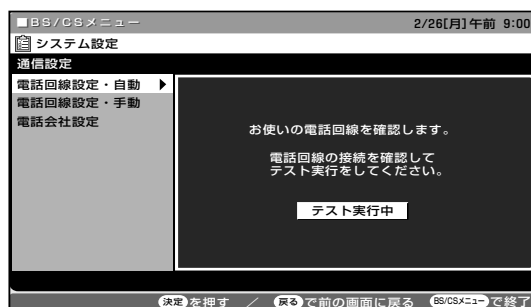 ■BS/CSメニュー 2/26[月]午前 9:00
システム設定
通信設定
電話回線設定・自動 ▶
電話回線設定・手動
電話会社設定
お使いの電話回線を確認します。
電話回線の接続を確認して
テスト実行をしてください。
テスト実行中
決定を押す ／ 戻るで前の画面に戻る BS/CSメニューで終了